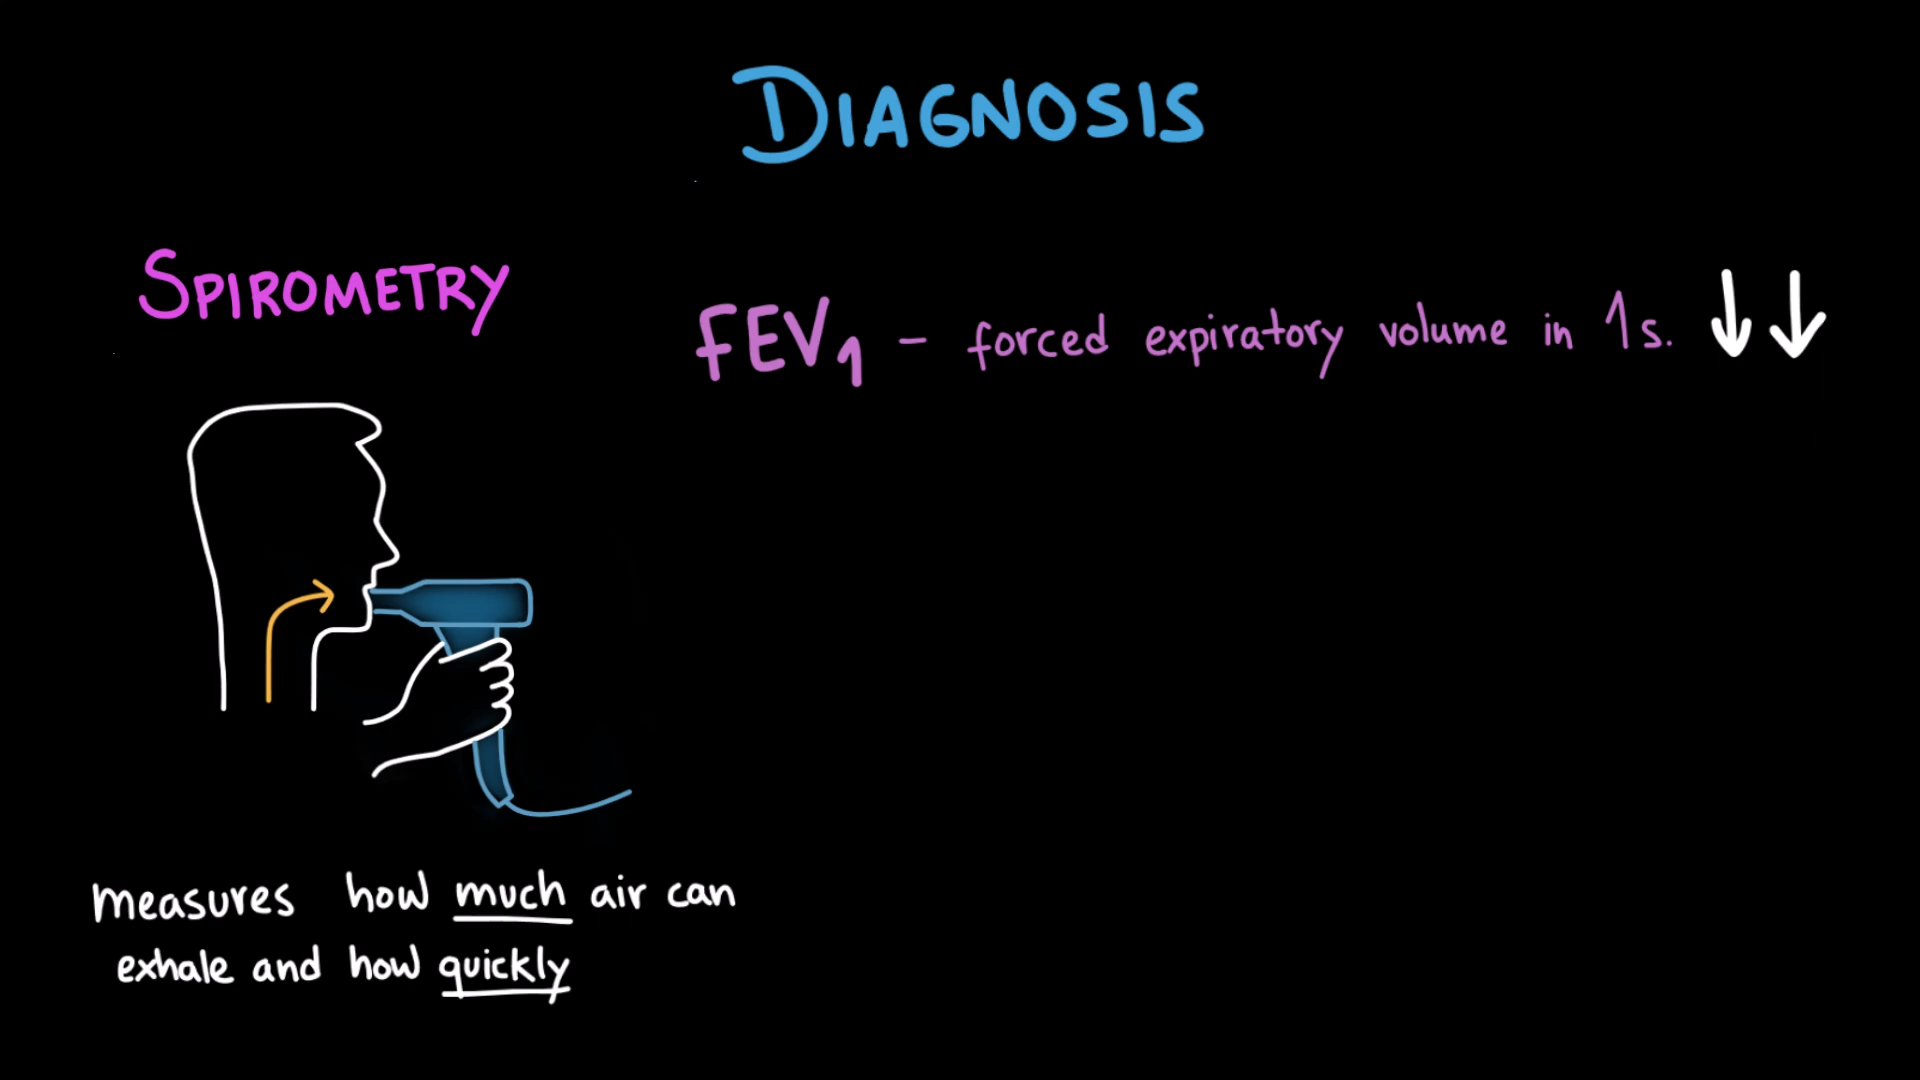 DIAGNOSIS
SPIROMETRY
FEV₁ – forced expiratory volume in 1s. ↓↓
measures how much air can
exhale and how quickly